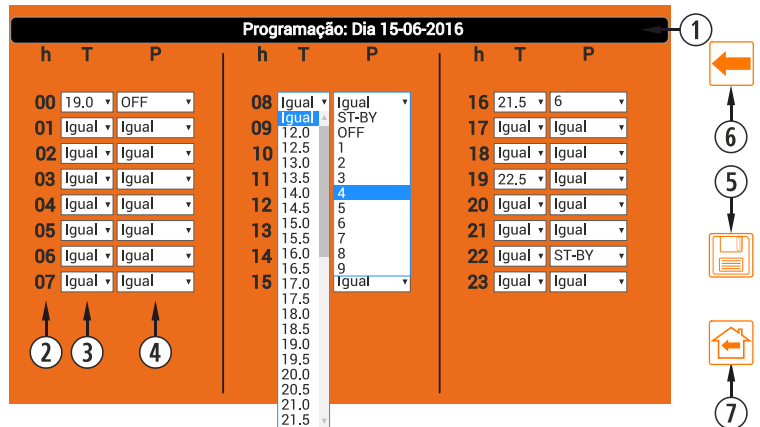 Programação: Dia 15-06-2016
1
h T P
00 19.0 OFF
01 Igual Igual
02 Igual Igual
03 Igual Igual
04 Igual Igual
05 Igual Igual
06 Igual Igual
07 Igual Igual
2 3 4
h T P
08 Igual Igual
09
10
11
12
13
14
15 Igual
Igual
12.0
12.5
13.0
13.5
14.0
14.5
15.0
15.5
16.0
16.5
17.0
17.5
18.0
18.5
19.0
19.5
20.0
20.5
21.0
21.5
ST-BY
OFF
1
2
3
4
5
6
7
8
9
h T P
16 21.5 6
17 Igual Igual
18 Igual Igual
19 22.5 Igual
20 Igual Igual
21 Igual Igual
22 Igual ST-BY
23 Igual Igual
6
5
7